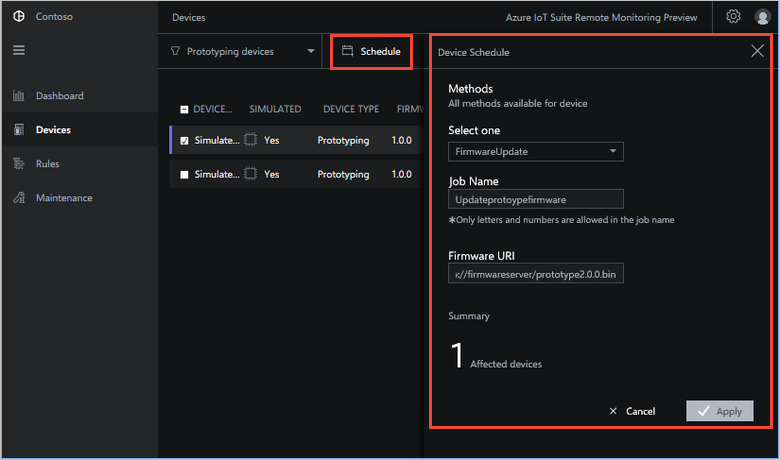 Contoso
Devices
Azure IoT Suite Remote Monitoring Preview
Prototyping devices
Schedule
Dashboard
Devices
Rules
Maintenance
DEVICE... SIMULATED DEVICE TYPE FIRMW
Simulate... Yes Prototyping 1.0.0
Simulate... Yes Prototyping 1.0.0
Device Schedule
Methods
All methods available for device
Select one
FirmwareUpdate
Job Name
Updateprotoypefirmware
*Only letters and numbers are allowed in the job name
Firmware URI
://firmwareserver/prototype2.0.0.bin
Summary
1 Affected devices
Cancel
Apply